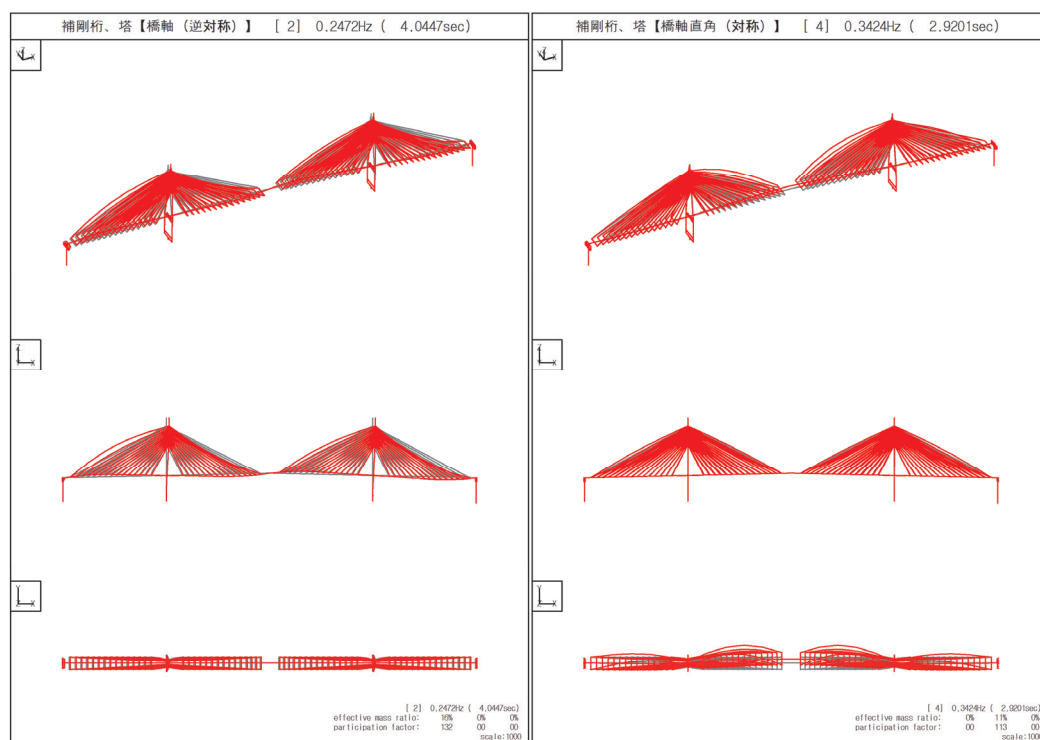 補剛桁、塔【橋軸（逆対称）】 [ 2] 0.2472Hz ( 4.0447sec)
Z
Y
X
Z
Y
X
Y
Z
X
[ 2] 0.2472Hz ( 4.0447sec)
effective mass ratio: 16% 0% 0%
participation factor: 132 00 00
scale:1000
補剛桁、塔【橋軸直角（対称）】 [ 4] 0.3424Hz ( 2.9201sec)
Z
Y
X
Z
Y
X
Y
Z
X
[ 4] 0.3424Hz ( 2.9201sec)
effective mass ratio: 0% 11% 0%
participation factor: 00 113 00
scale:1000